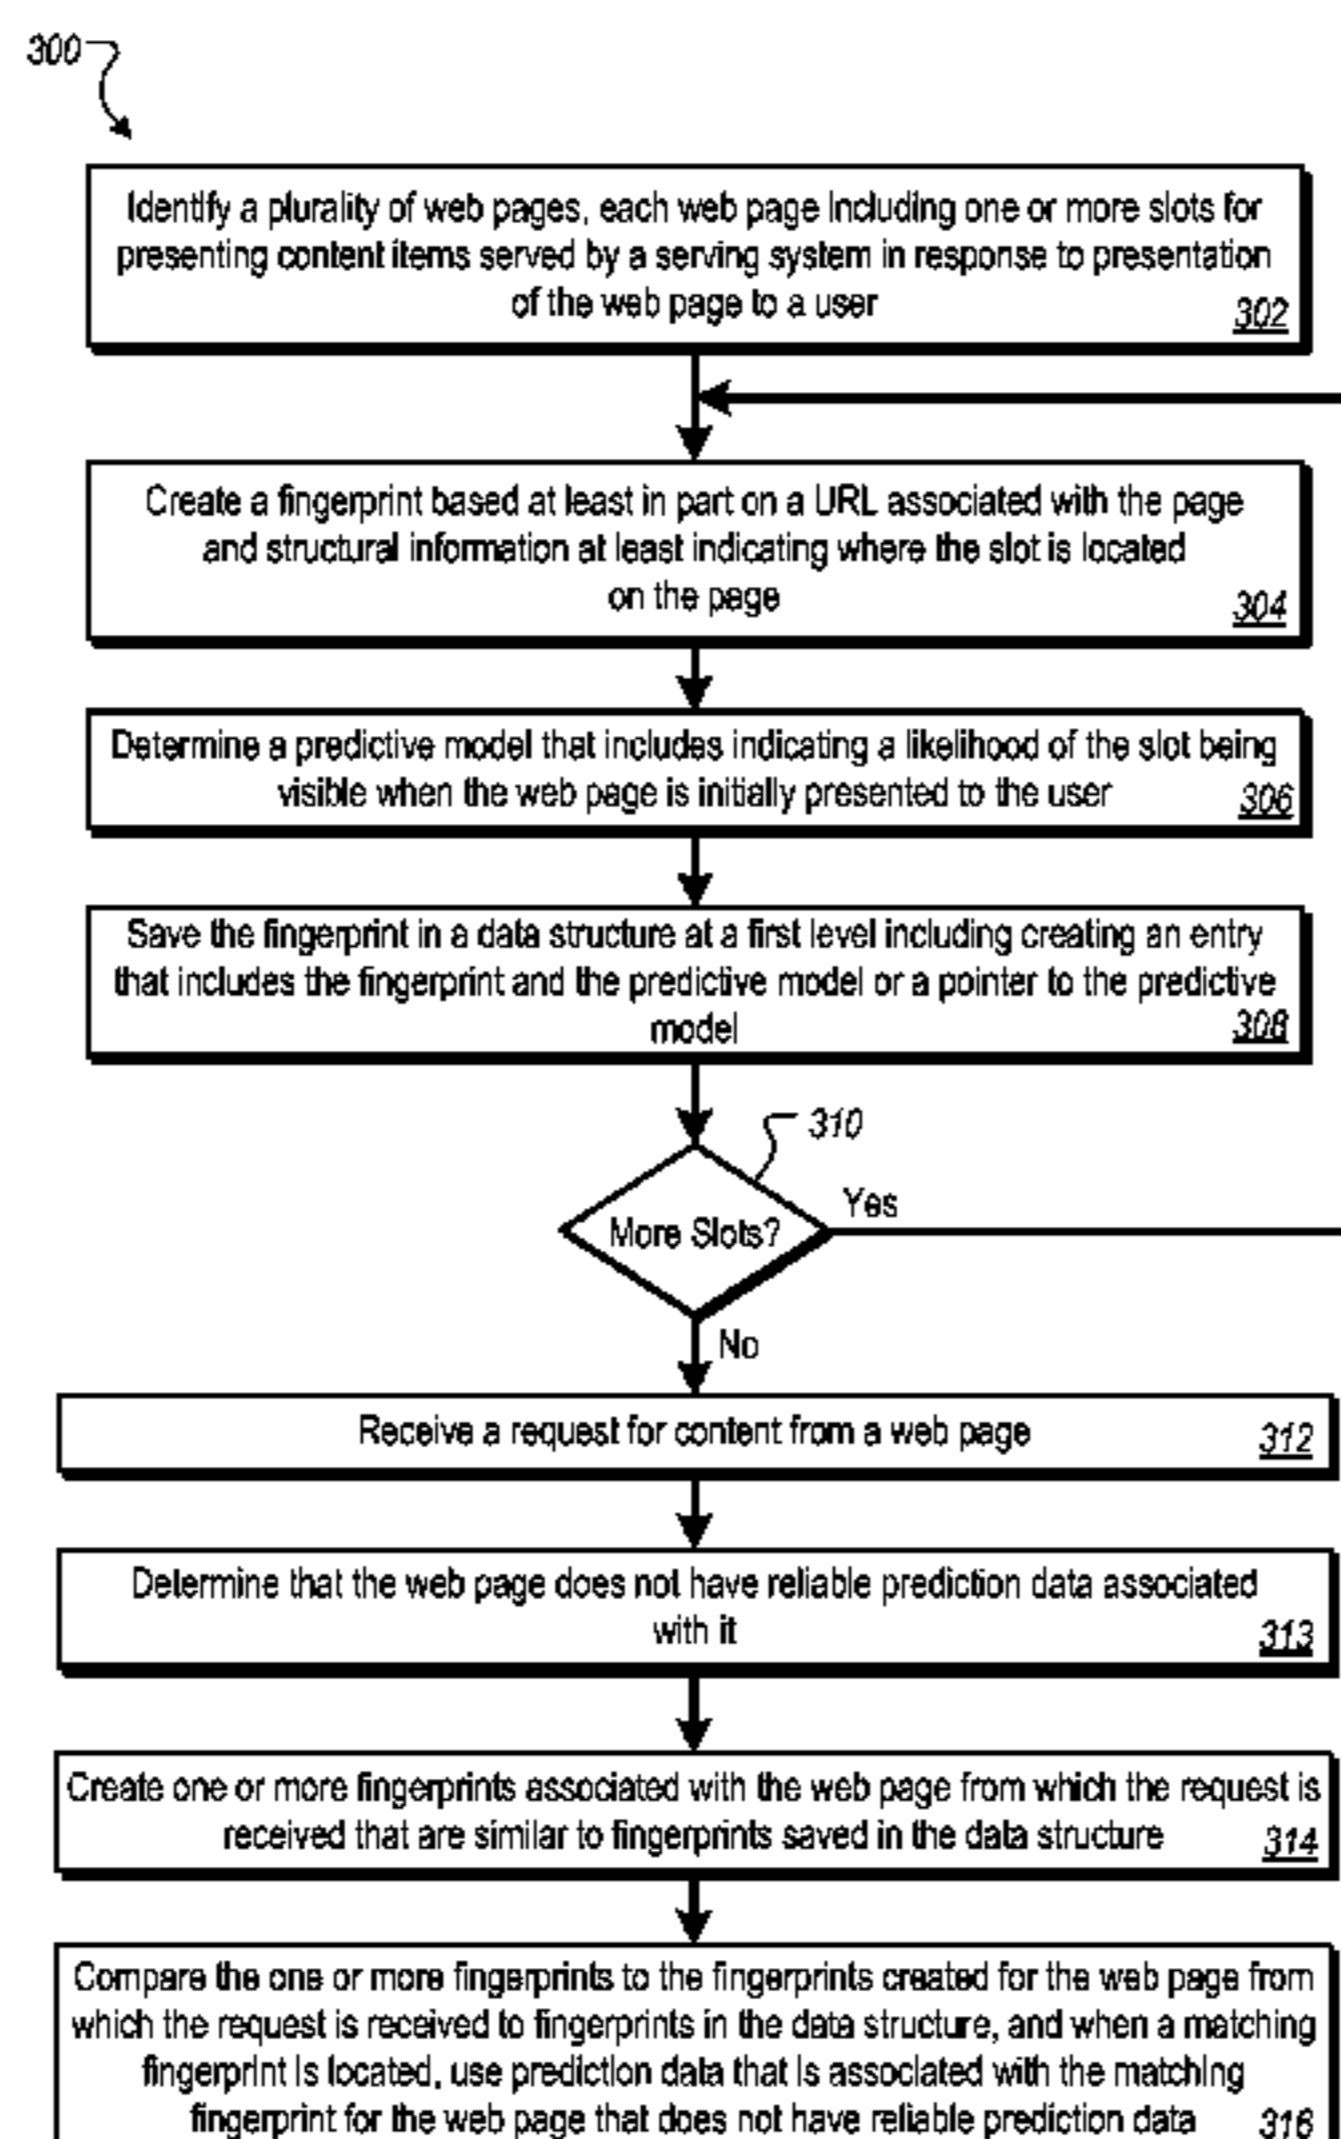 300
Identify a plurality of web pages, each web page including one or more slots for
presenting content items served by a serving system in response to presentation
of the web page to a user
302
Create a fingerprint based at least in part on a URL associated with the page
and structural information at least indicating where the slot is located
on the page
304
Determine a predictive model that includes indicating a likelihood of the slot being
visible when the web page is initially presented to the user
306
Save the fingerprint in a data structure at a first level including creating an entry
that includes the fingerprint and the predictive model or a pointer to the predictive
model
308
310
More Slots?
Yes
No
Receive a request for content from a web page
312
Determine that the web page does not have reliable prediction data associated
with it
313
Create one or more fingerprints associated with the web page from which the request is
received that are similar to fingerprints saved in the data structure
314
Compare the one or more fingerprints to the fingerprints created for the web page from
which the request is received to fingerprints in the data structure, and when a matching
fingerprint is located, use prediction data that is associated with the matching
fingerprint for the web page that does not have reliable prediction data
316